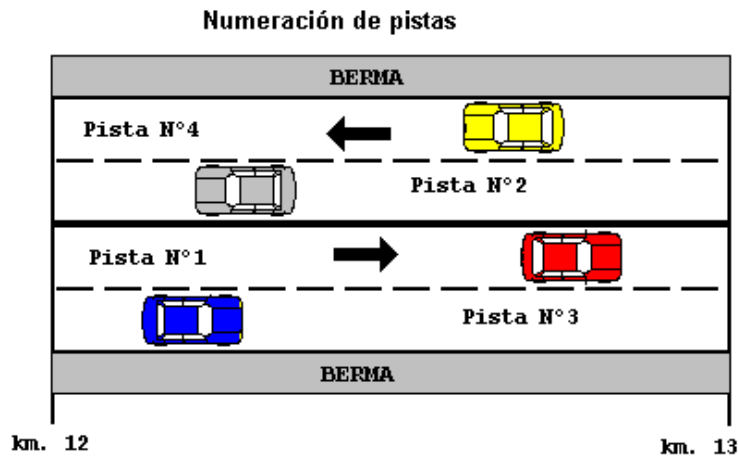 Numeración de pistas
BERMA
Pista N°4
Pista N°2
Pista N°1
Pista N°3
BERMA
km. 12
km. 13